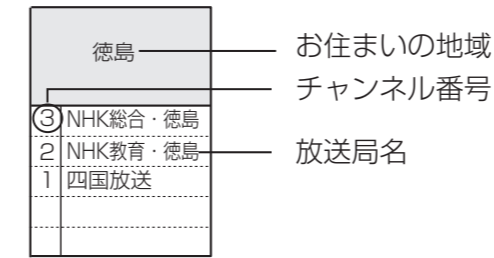 徳島
お住まいの地域
チャンネル番号
③ NHK総合・徳島
2 NHK教育・徳島
放送局名
1 四国放送